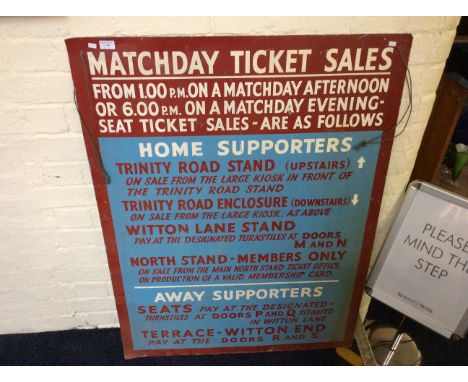 MATCHDAY TICKET SALES
FROM 1.00 P.M. ON A MATCHDAY AFTERNOON
OR 6.00 P.M. ON A MATCHDAY EVENING-
SEAT TICKET SALES - ARE AS FOLLOWS
HOME SUPPORTERS
TRINITY ROAD STAND (UPSTAIRS)
ON SALE FROM THE LARGE KIOSK IN FRONT OF
THE TRINITY ROAD STAND
TRINITY ROAD ENCLOSURE (DOWNSTAIRS)
ON SALE FROM THE LARGE KIOSK. AS ABOVE
WITTON LANE STAND
PAY AT THE DESIGNATED TURNSTILES AT DOORS
M AND N
NORTH STAND - MEMBERS ONLY
ON SALE FROM THE MAIN NORTH STAND TICKET OFFICE,
ON PRODUCTION OF A VALID MEMBERSHIP CARD.
AWAY SUPPORTERS
SEATS PAY AT THE DESIGNATED-
TURNSTILES AT DOORS P AND Q SITUATED
IN WITTON LANE
TERRACE - WITTON END
PAY AT THE DOORS R AND S.
PLEASE
MIND THE
STEP